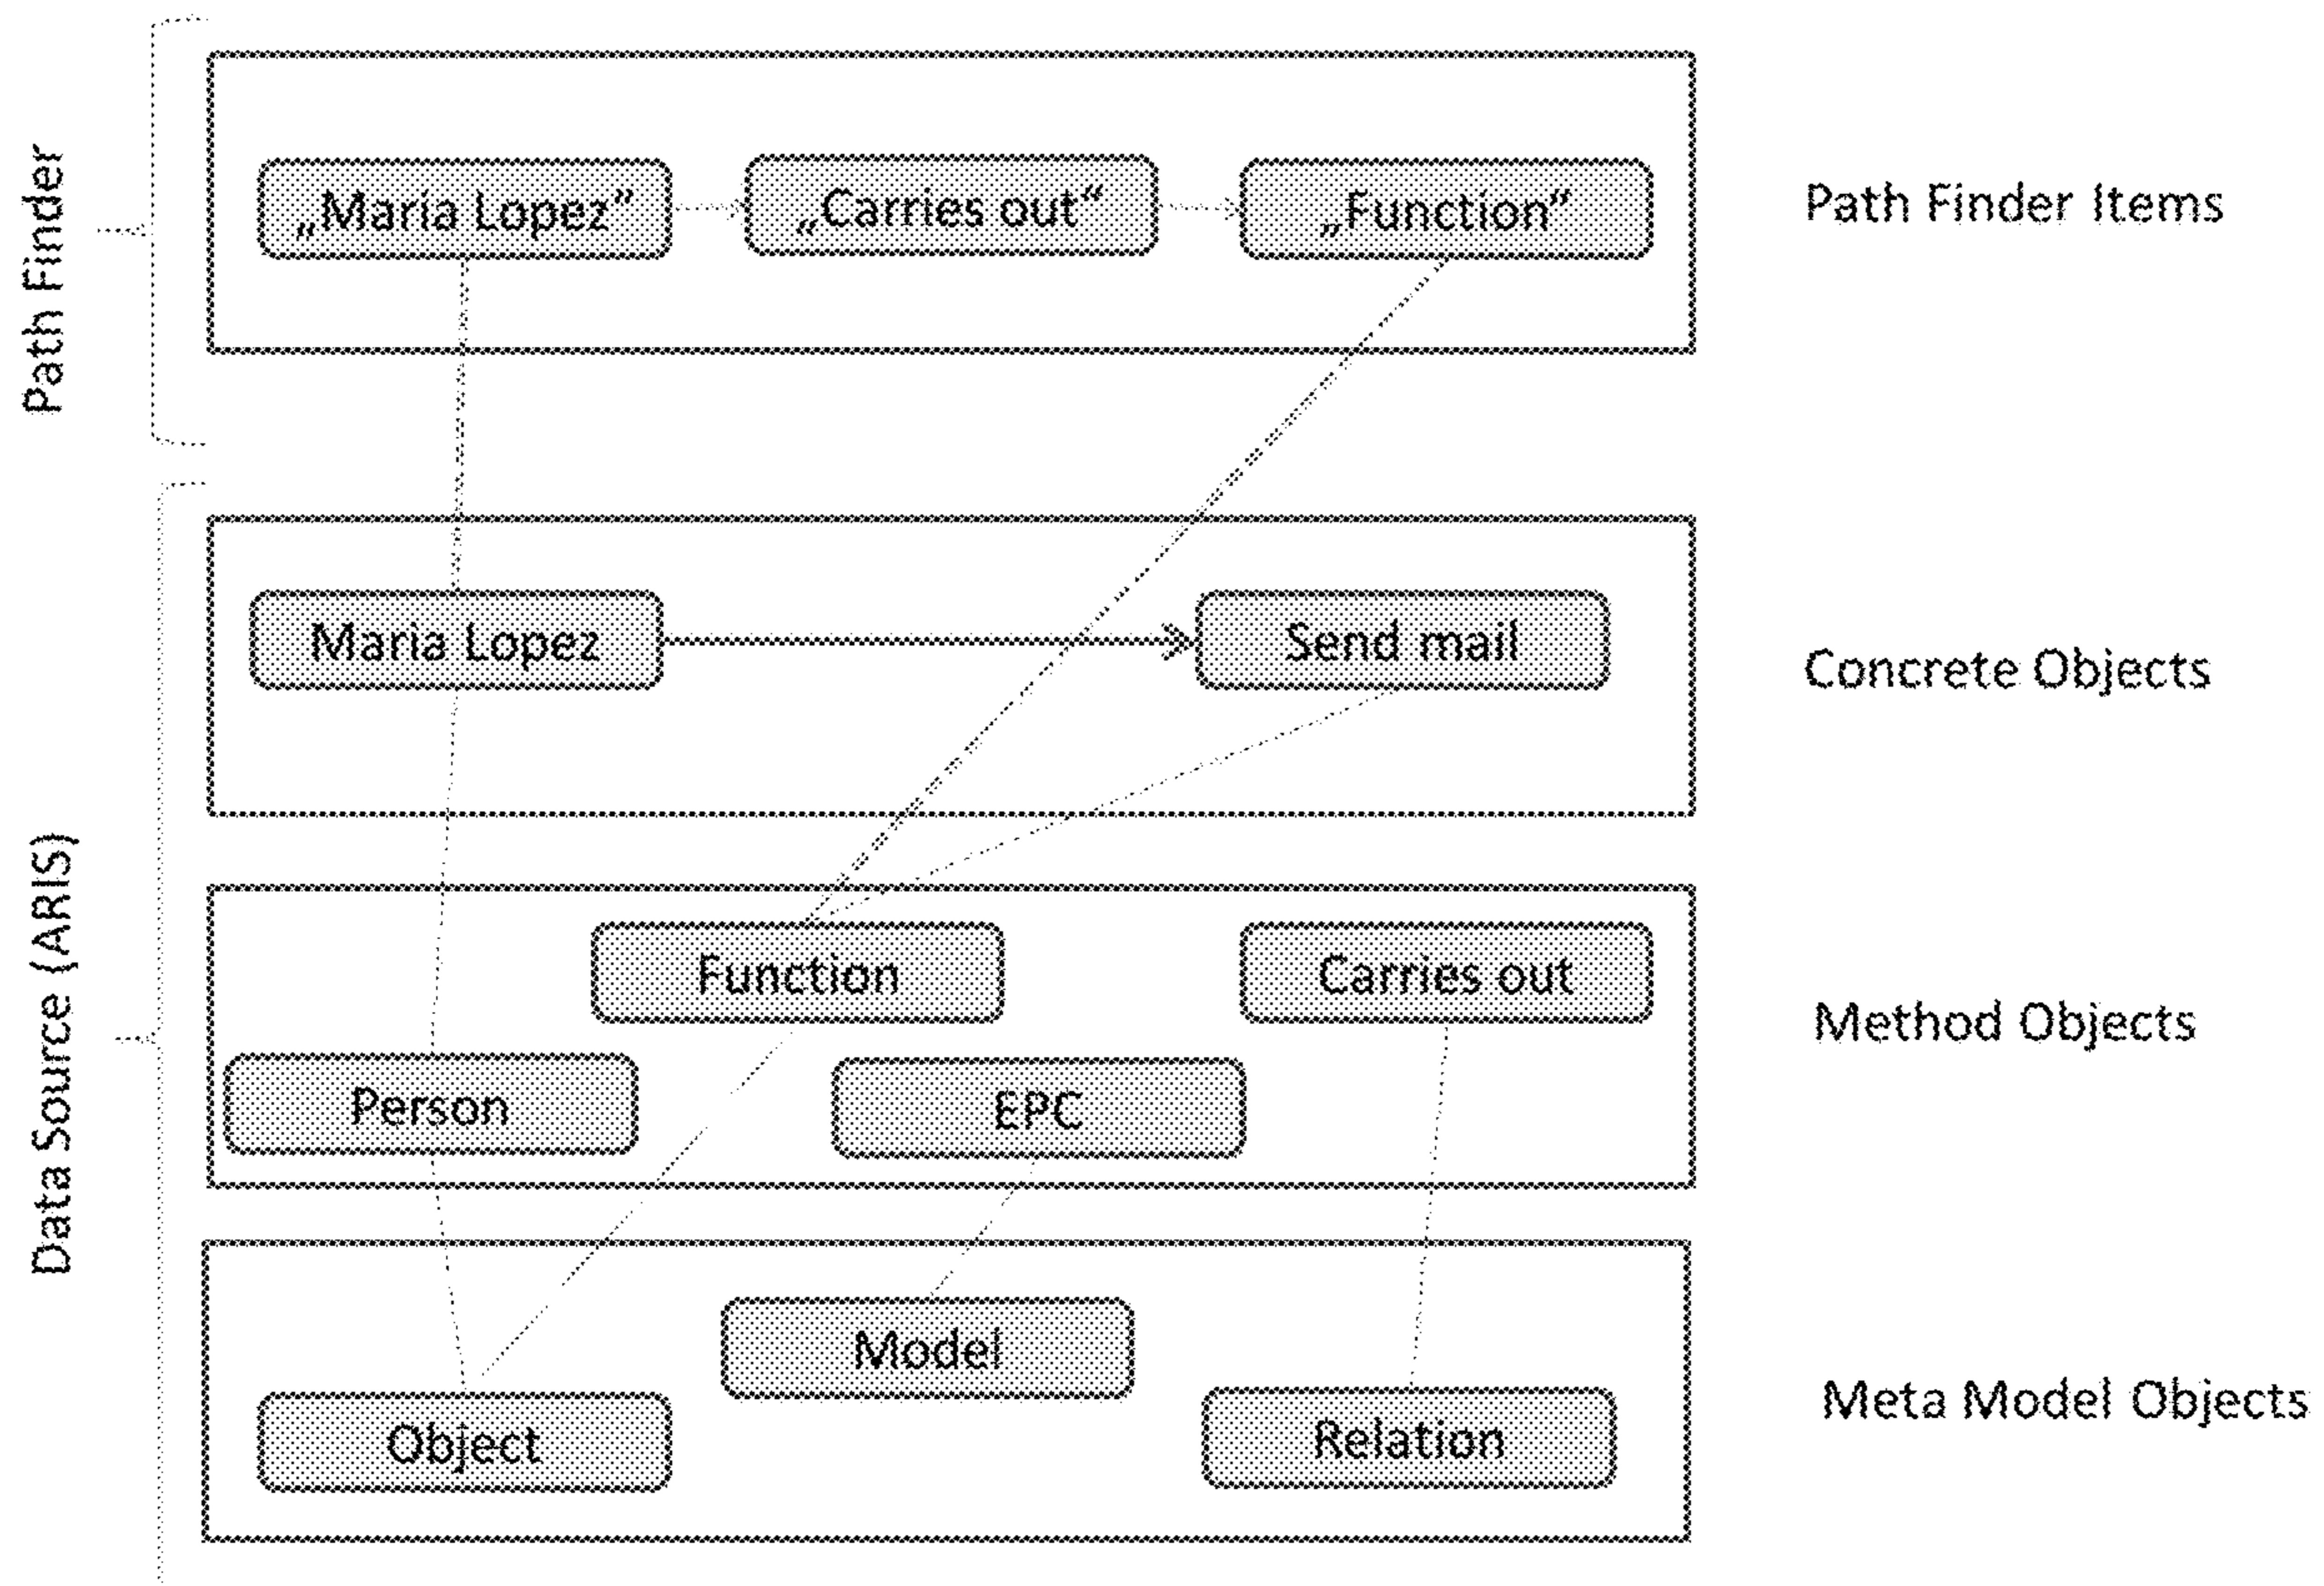 Path Finder
„Maria Lopez”
„Carries out“
„Function“
Path Finder Items
Data Source (ARIS)
Maria Lopez
Send mail
Concrete Objects
Function
Carries out
Person
EPC
Method Objects
Model
Object
Relation
Meta Model Objects